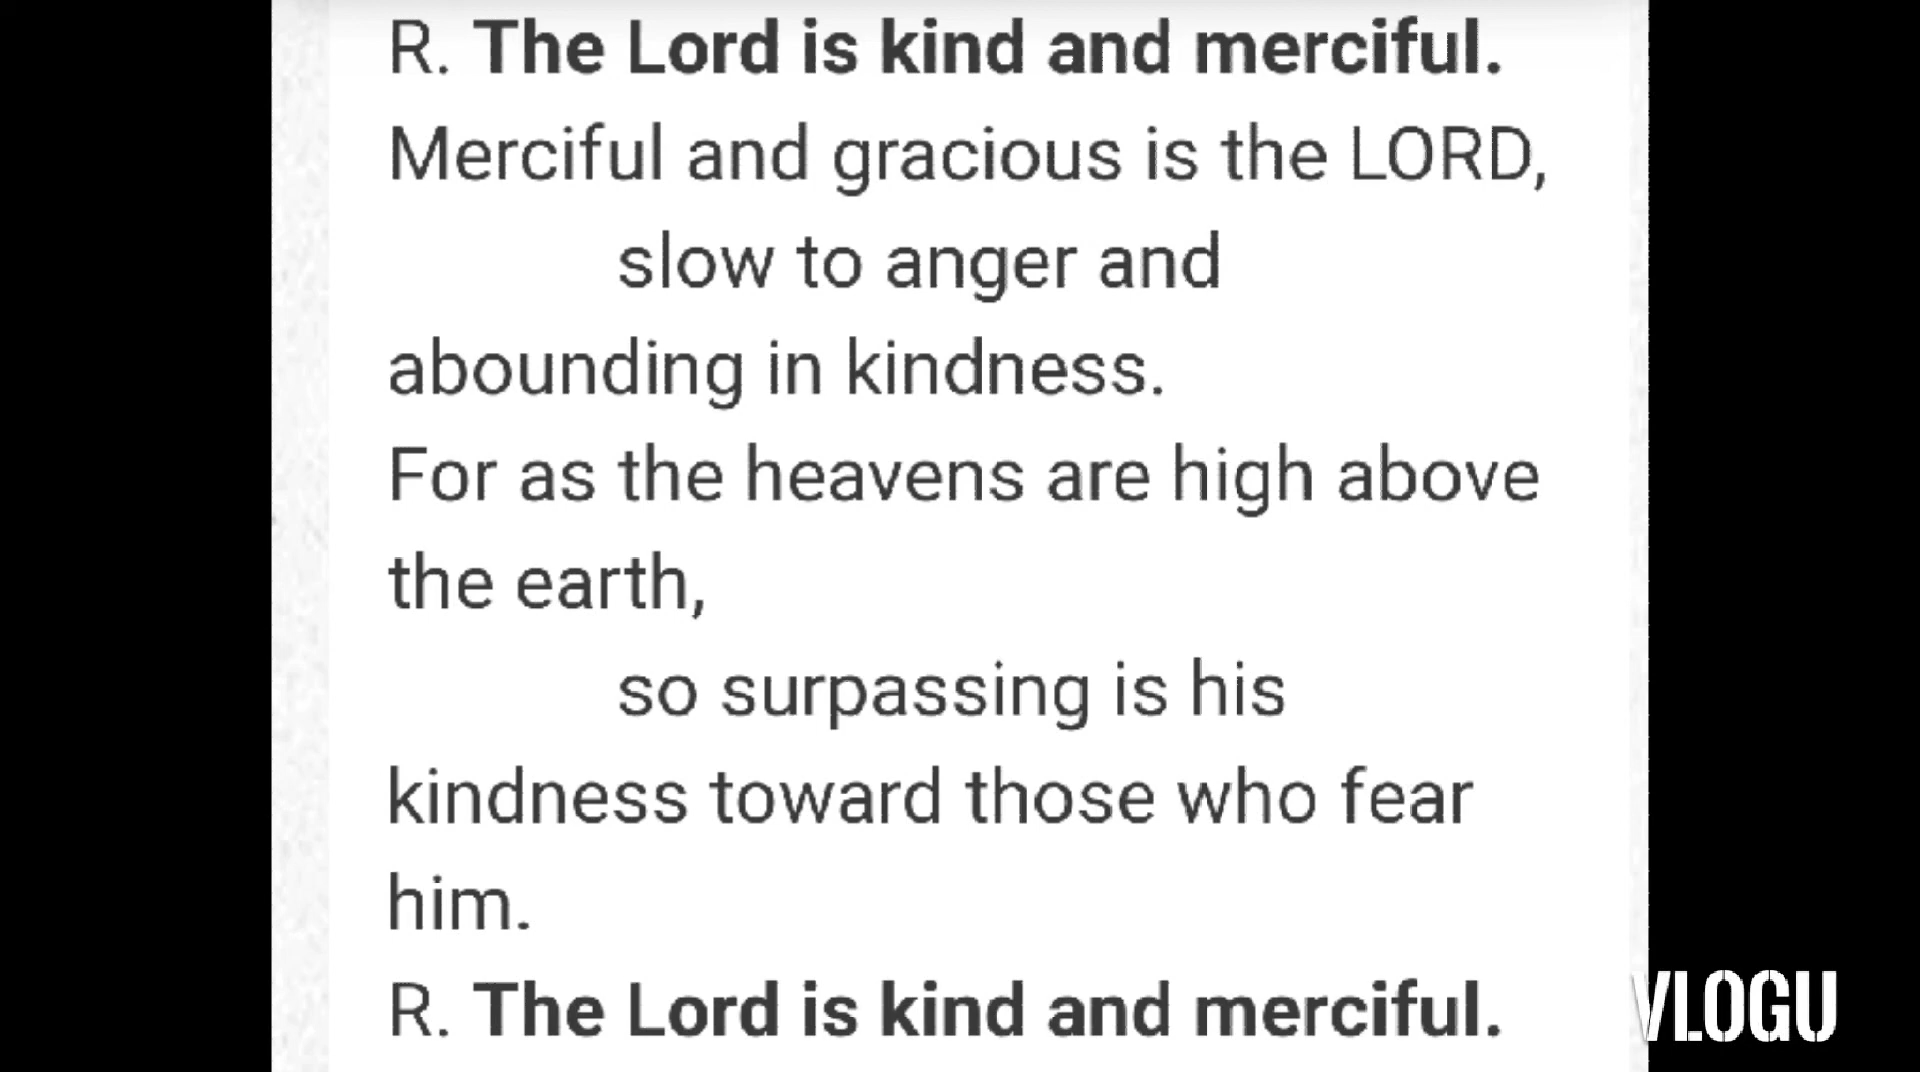 R. The Lord is kind and merciful.
Merciful and gracious is the LORD,
slow to anger and
abounding in kindness.
For as the heavens are high above
the earth,
so surpassing is his
kindness toward those who fear
him.
R. The Lord is kind and merciful.
VLOGU